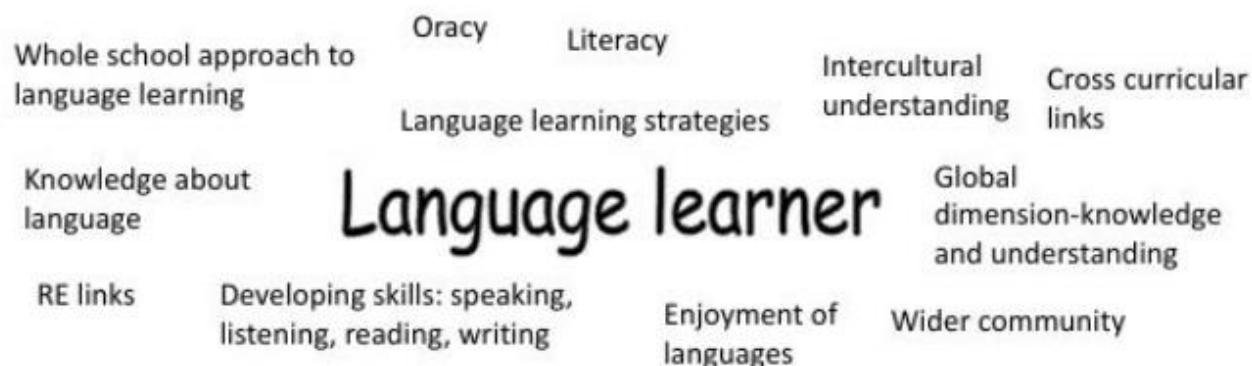 Oracy
Literacy
Whole school approach to
language learning
Intercultural
understanding
Cross curricular
links
Language learning strategies
Knowledge about
language
Language learner
Global
dimension-knowledge
and understanding
RE links
Developing skills: speaking,
listening, reading, writing
Enjoyment of
languages
Wider community